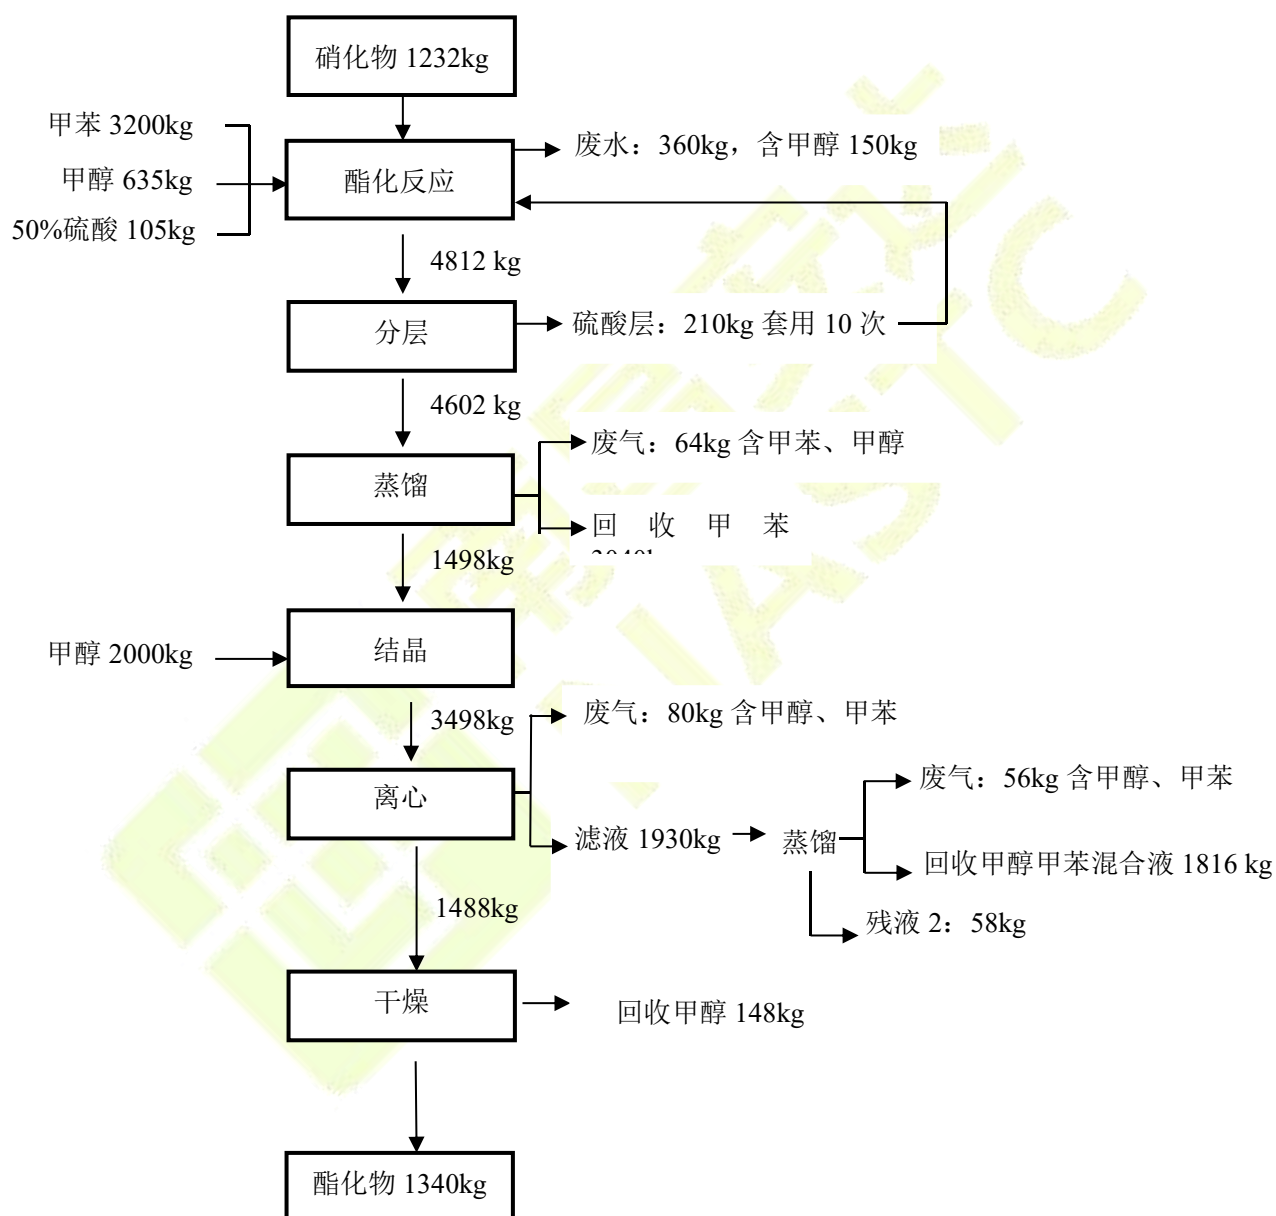 硝化物 1232kg
甲苯 3200kg
甲醇 635kg
50%硫酸 105kg
酯化反应
废水：360kg，含甲醇 150kg
4812 kg
分层
硫酸层：210kg 套用 10 次
4602 kg
蒸馏
废气：64kg 含甲苯、甲醇
回 收 甲 苯
1498kg
甲醇 2000kg
结晶
3498kg
废气：80kg 含甲醇、甲苯
离心
滤液 1930kg
蒸馏
废气：56kg 含甲醇、甲苯
回收甲醇甲苯混合液 1816 kg
残液 2：58kg
1488kg
干燥
回收甲醇 148kg
酯化物 1340kg